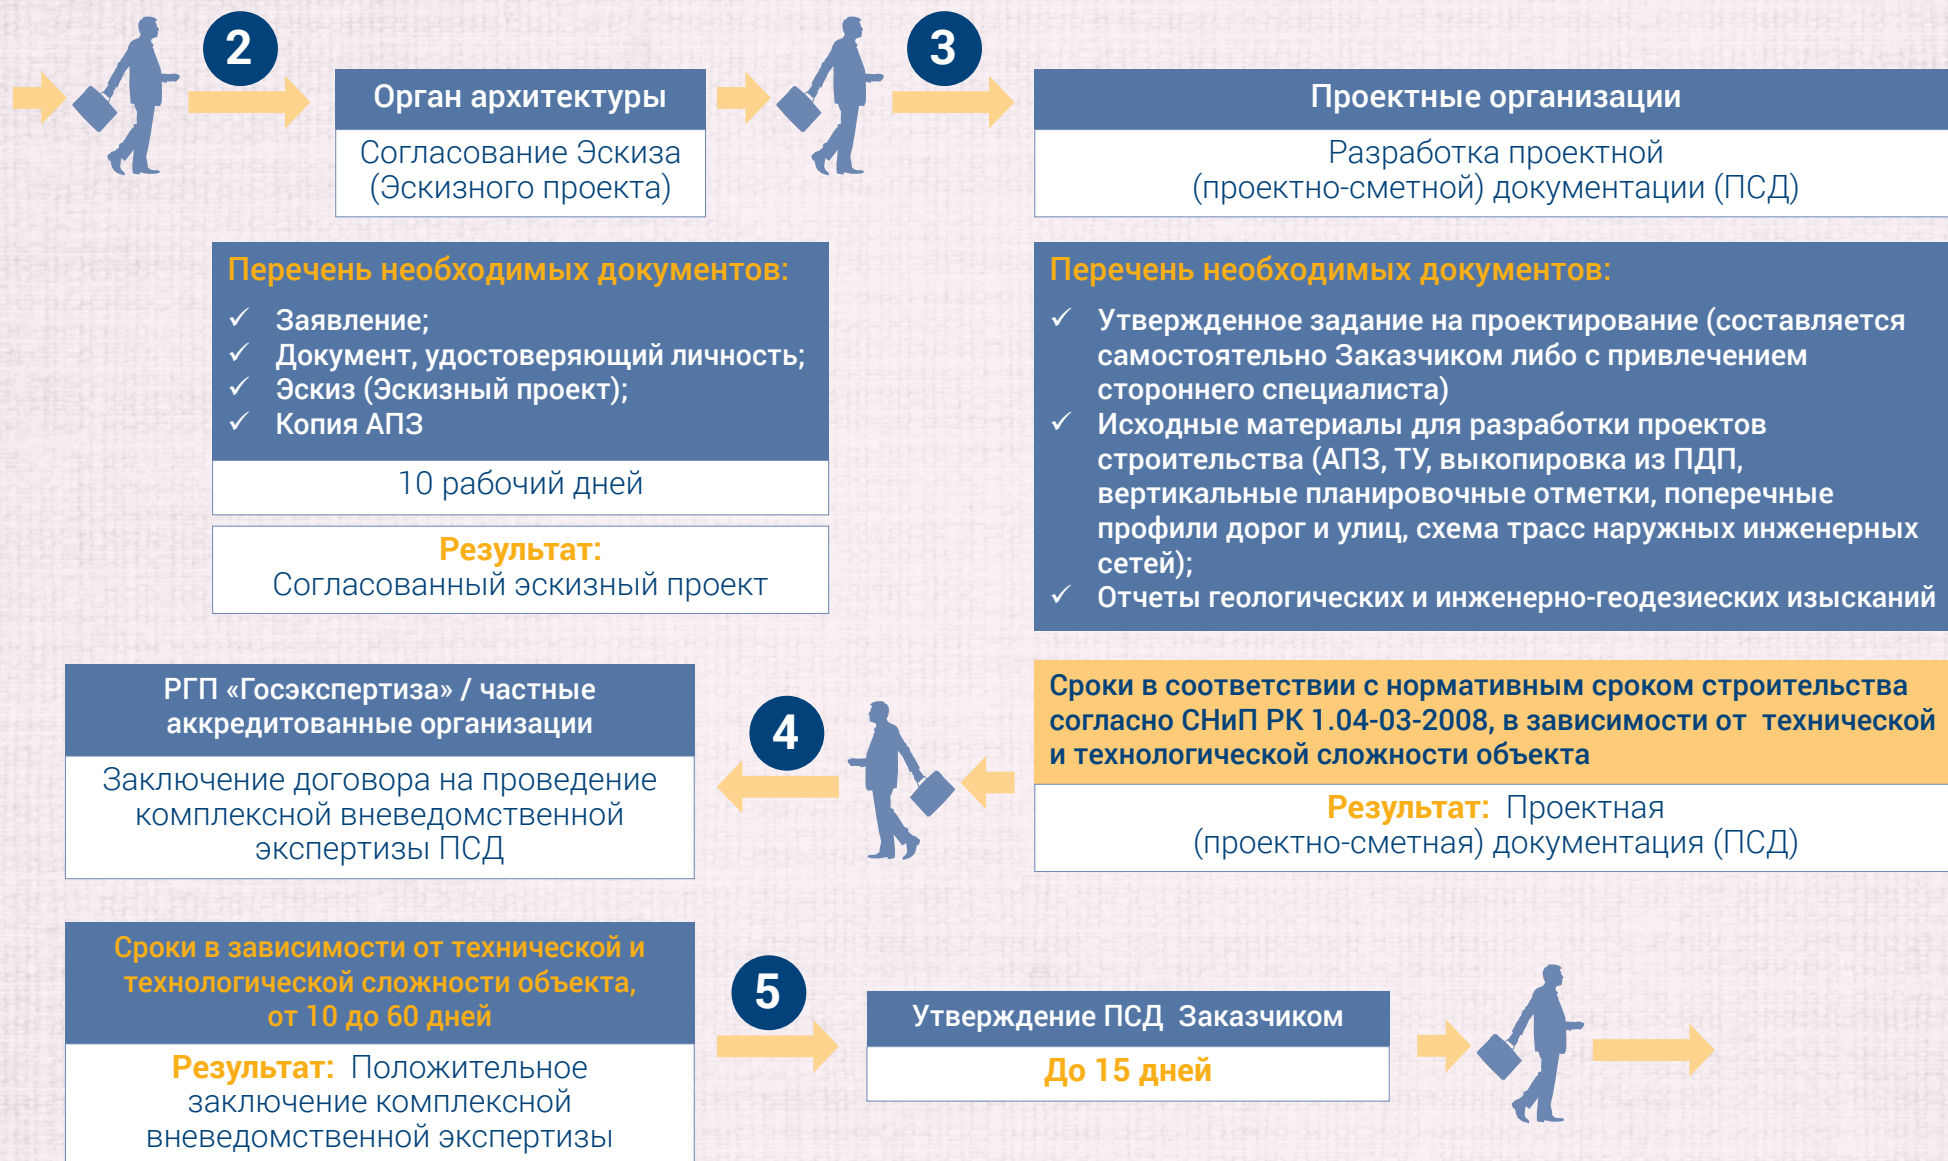 2
Орган архитектуры
Согласование Эскиза
(Эскизного проекта)
Перечень необходимых документов:
✓ Заявление;
✓ Документ, удостоверяющий личность;
✓ Эскиз (Эскизный проект);
✓ Копия АПЗ
10 рабочий дней
Результат:
Согласованный эскизный проект
3
Проектные организации
Разработка проектной
(проектно-сметной) документации (ПСД)
Перечень необходимых документов:
✓ Утвержденное задание на проектирование (составляется
самостоятельно Заказчиком либо с привлечением
стороннего специалиста)
✓ Исходные материалы для разработки проектов
строительства (АПЗ, ТУ, выкопировка из ПДП,
вертикальные планировочные отметки, поперечные
профили дорог и улиц, схема трасс наружных инженерных
сетей);
✓ Отчеты геологических и инженерно-геодезиеских изысканий
Сроки в соответствии с нормативным сроком строительства
согласно СНиП РК 1.04-03-2008, в зависимости от технической
и технологической сложности объекта
Результат: Проектная
(проектно-сметная) документация (ПСД)
4
РГП «Госэкспертиза» / частные
аккредитованные организации
Заключение договора на проведение
комплексной вневедомственной
экспертизы ПСД
Сроки в зависимости от технической и
технологической сложности объекта,
от 10 до 60 дней
Результат: Положительное
заключение комплексной
вневедомственной экспертизы
5
Утверждение ПСД Заказчиком
До 15 дней